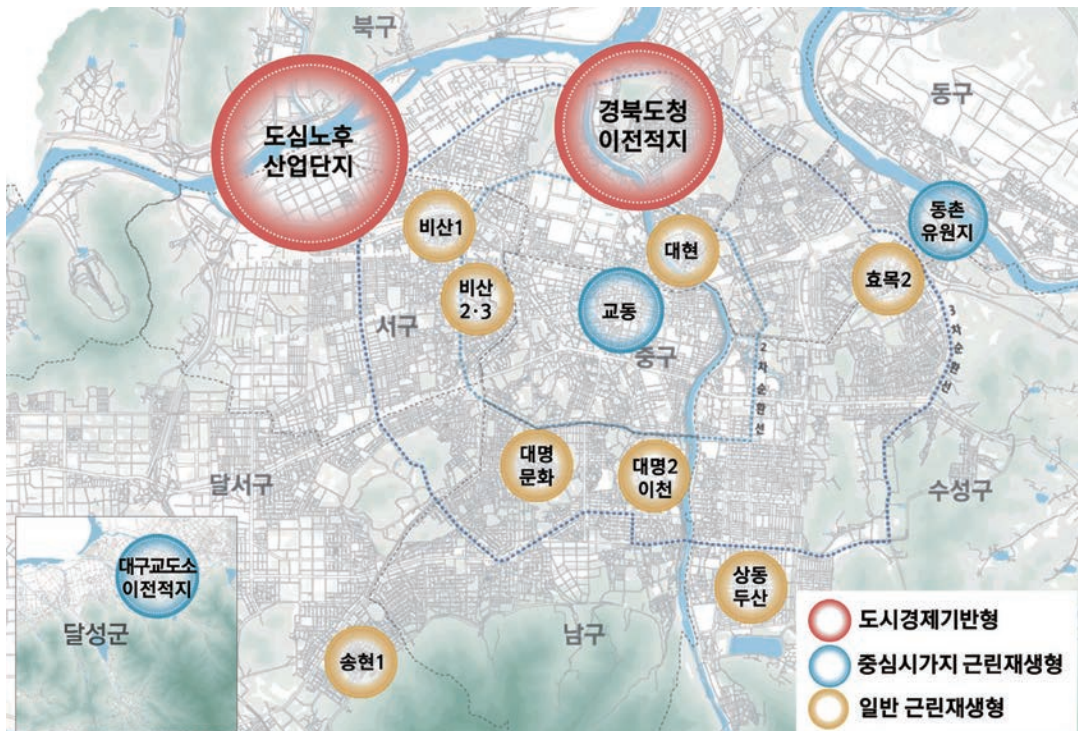 북구
도심노후
산업단지
경북도청
이전적지
동구
비산1
대현
동촌
유원지
효목2
비산
2·3
서구
교동
중구
2차순환선
3차순환선
대명
문화
대명2
이천
달서구
수성구
대구교도소
이전적지
달성군
상동
두산
남구
송현1
도시경제기반형
중심시가지 근린재생형
일반 근린재생형